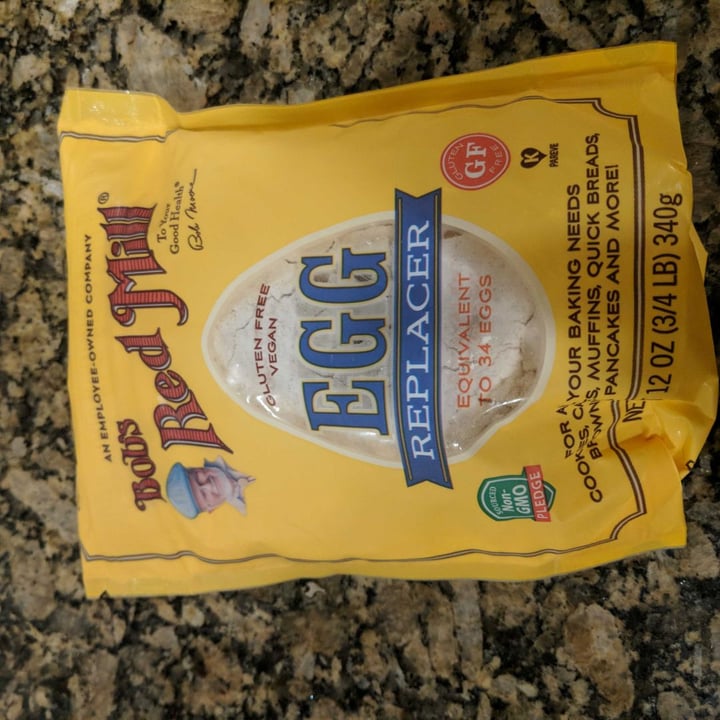 AN EMPLOYEE-OWNED COMPANY
Bob's
Red Mill®
To Your
Good Health®
Bob Moore
GLUTEN FREE
VEGAN
EGG
REPLACER
EQUIVALENT
TO 34 EGGS
GLUTEN
GF
FREE
K
PAREVE
SOURCED
Non-
GMO
PLEDGE
FOR A YOUR BAKING NEEDS
COOKIES, MUFFINS, QUICK BREADS,
BROWNIES, PANCAKES AND MORE!
NET 12 OZ (3/4 LB) 340g